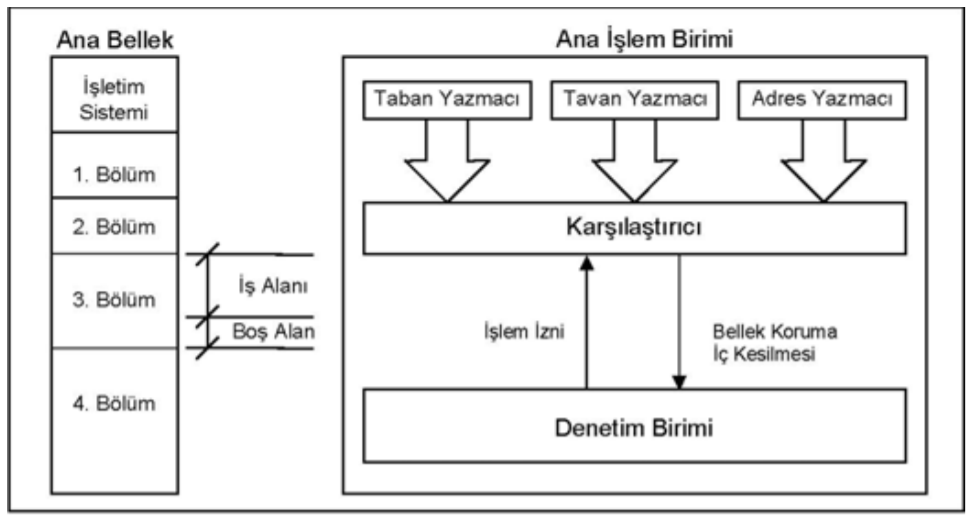 Ana Bellek
İşletim
Sistemi
1. Bölüm
2. Bölüm
3. Bölüm
4. Bölüm
İş Alanı
Boş Alan
Ana İşlem Birimi
Taban Yazmacı
Tavan Yazmacı
Adres Yazmacı
Karşılaştırıcı
İşlem İzni
Bellek Koruma
İç Kesilmesi
Denetim Birimi